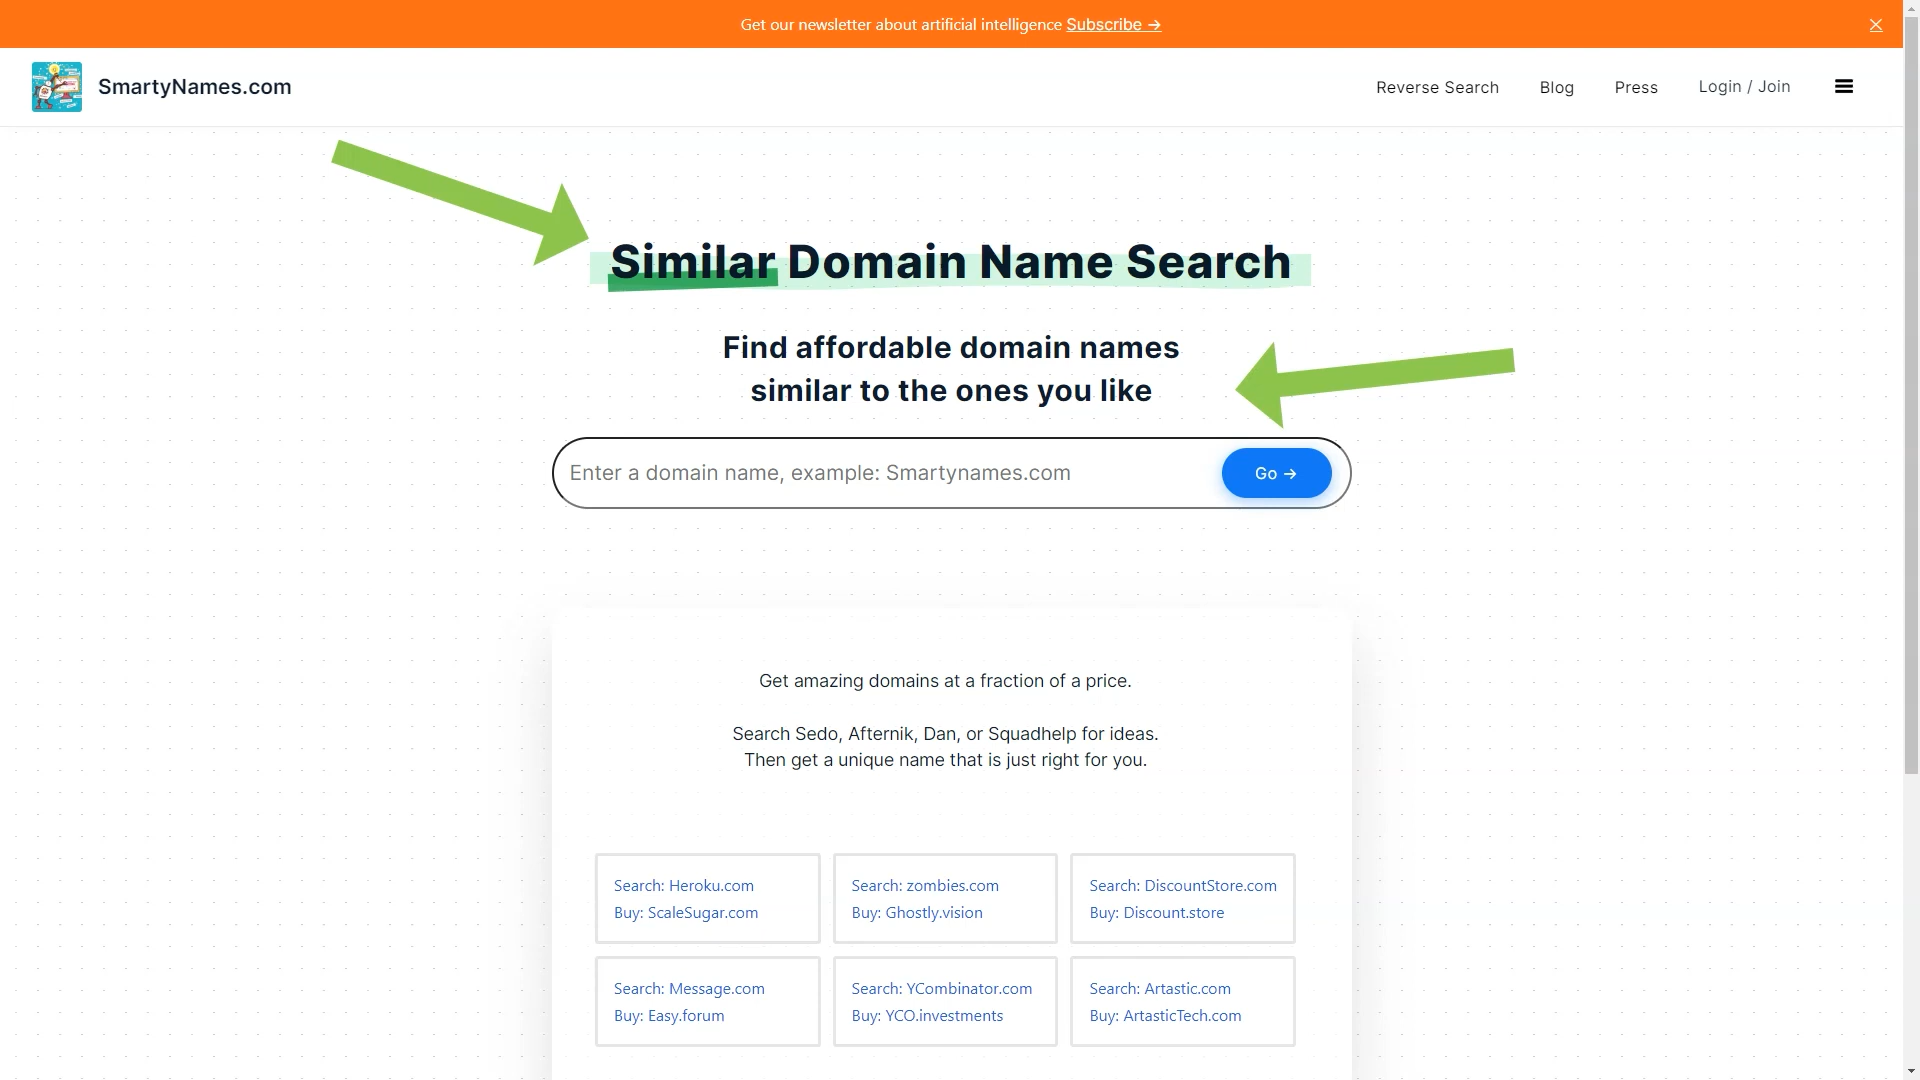 Get our newsletter about artificial intelligence Subscribe →
SmartyNames.com
Reverse Search
Blog
Press
Login / Join
Similar Domain Name Search
Find affordable domain names
similar to the ones you like
Enter a domain name, example: Smartynames.com
Go →
Get amazing domains at a fraction of a price.
Search Sedo, Afternik, Dan, or Squadhelp for ideas.
Then get a unique name that is just right for you.
Search: Heroku.com
Buy: ScaleSugar.com
Search: zombies.com
Buy: Ghostly.vision
Search: DiscountStore.com
Buy: Discount.store
Search: Message.com
Buy: Easy.forum
Search: YCombinator.com
Buy: YCO.investments
Search: Artastic.com
Buy: ArtasticTech.com